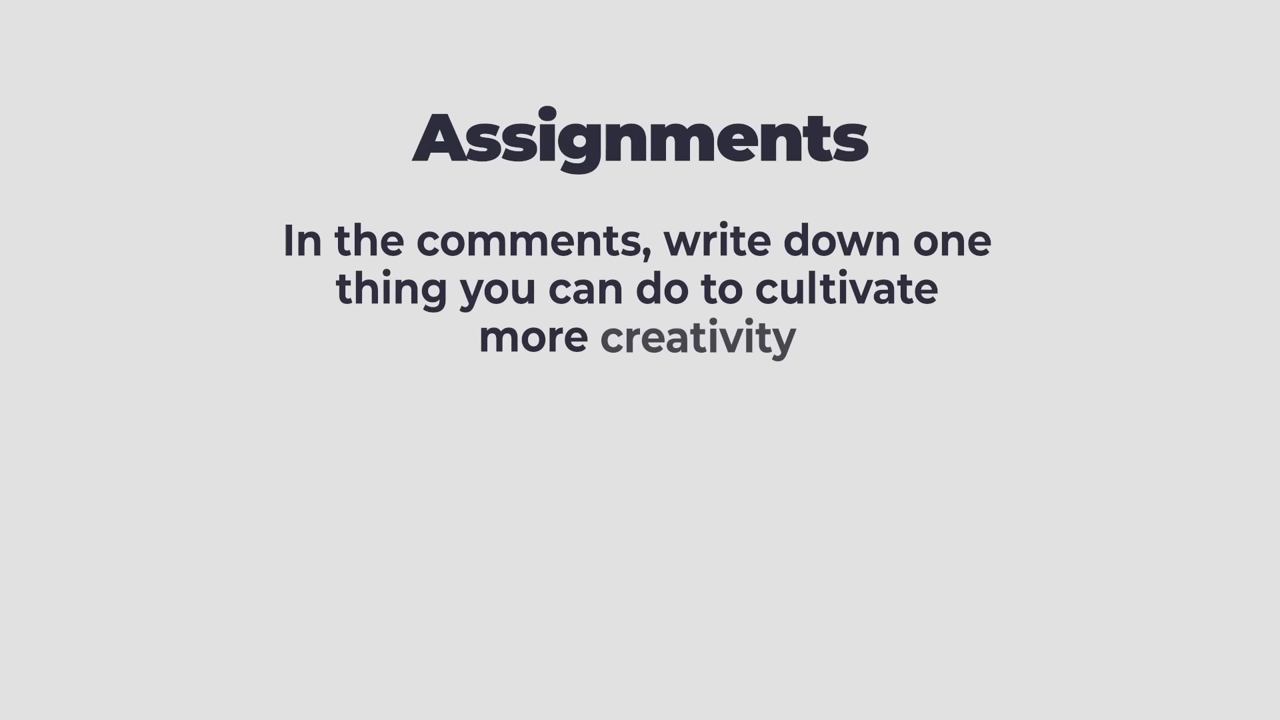 Assignments
In the comments, write down one
thing you can do to cultivate
more creativity